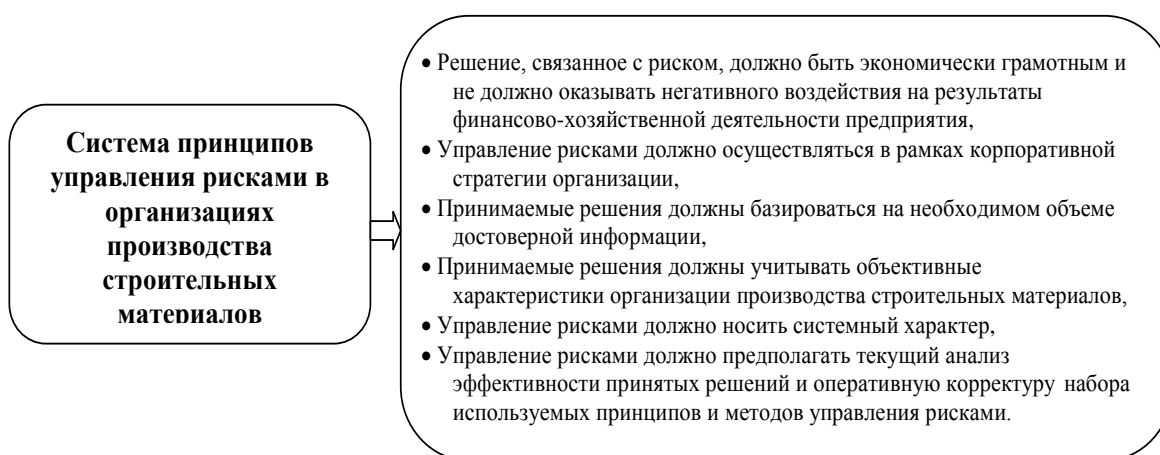 Система принципов
управления рисками в
организациях
производства
строительных
материалов
• Решение, связанное с риском, должно быть экономически грамотным и
не должно оказывать негативного воздействия на результаты
финансово-хозяйственной деятельности предприятия,
• Управление рисками должно осуществляться в рамках корпоративной
стратегии организации,
• Принимаемые решения должны базироваться на необходимом объеме
достоверной информации,
• Принимаемые решения должны учитывать объективные
характеристики организации производства строительных материалов,
• Управление рисками должно носить системный характер,
• Управление рисками должно предполагать текущий анализ
эффективности принятых решений и оперативную корректуру набора
используемых принципов и методов управления рисками.